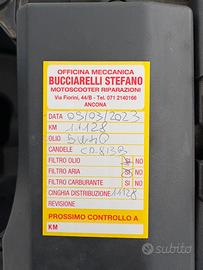 OFFICINA MECCANICA
BUCCIARELLI STEFANO
MOTOSCOOTER RIPARAZIONI
Via Fiorini, 44/B - Tel. 071 2140166
ANCONA
DATA 03/03/2023
KM 11128
OLIO 5W40
CANDELE CR8
FILTRO OLIO SI NO
FILTRO ARIA SI NO
FILTRO CARBURANTE SI NO
CINGHIA DISTRIBUZIONE 11128
REVISIONE
PROSSIMO CONTROLLO A
KM
subito